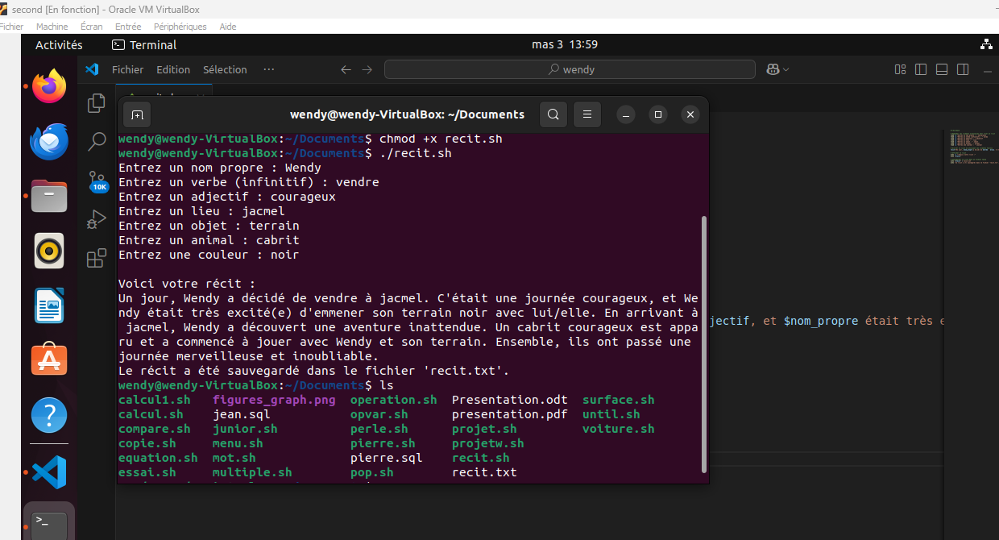 second [En fonction] - Oracle VM VirtualBox
Fichier Machine Écran Entrée Périphériques Aide
Activités Terminal mas 3 13:59
Fichier Edition Sélection ··· wendy
wendy@wendy-VirtualBox: ~/Documents
wendy@wendy-VirtualBox:~/Documents$ chmod +x recit.sh
wendy@wendy-VirtualBox:~/Documents$ ./recit.sh
Entrez un nom propre : Wendy
Entrez un verbe (infinitif) : vendre
10K
Entrez un adjectif : courageux
Entrez un lieu : jacmel
Entrez un objet : terrain
Entrez un animal : cabrit
Entrez une couleur : noir
Voici votre récit :
Un jour, Wendy a décidé de vendre à jacmel. C'était une journée courageux, et We
ndy était très excité(e) d'emmener son terrain noir avec lui/elle. En arrivant à
jacmel, Wendy a découvert une aventure inattendue. Un cabrit courageux est appa
jectif, et $nom_propre était très e
ru et a commencé à jouer avec Wendy et son terrain. Ensemble, ils ont passé une
journée merveilleuse et inoubliable.
Le récit a été sauvegardé dans le fichier 'recit.txt'.
wendy@wendy-VirtualBox:~/Documents$ ls
calcul1.sh figures_graph.png operation.sh Presentation.odt surface.sh
calcul.sh jean.sql opvar.sh presentation.pdf until.sh
compare.sh junior.sh perle.sh projet.sh voiture.sh
copie.sh menu.sh pierre.sh projetw.sh
equation.sh mot.sh pierre.sql recit.sh
essai.sh multiple.sh pop.sh recit.txt